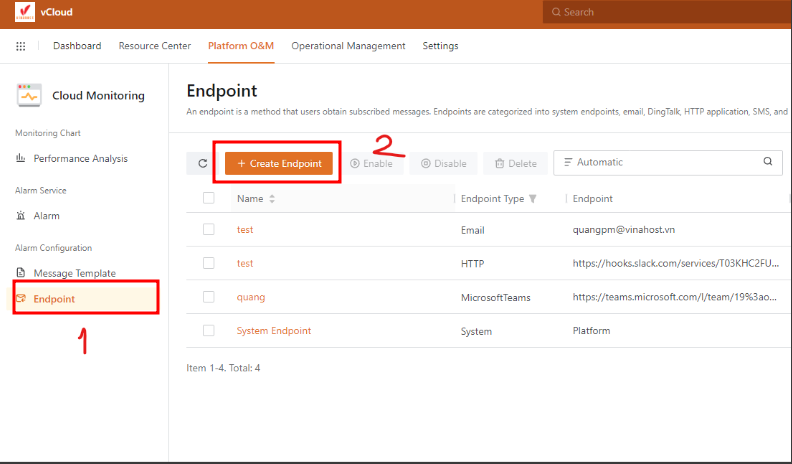 vCloud
Search
Dashboard Resource Center Platform O&M Operational Management Settings
Cloud Monitoring
Monitoring Chart
Performance Analysis
Alarm Service
Alarm
Alarm Configuration
Message Template
Endpoint
1
Endpoint
An endpoint is a method that users obtain subscribed messages. Endpoints are categorized into system endpoints, email, DingTalk, HTTP application, SMS, and
2
+ Create Endpoint Enable Disable Delete Automatic
Name Endpoint Type Endpoint
test Email quangpm@vinahost.vn
test HTTP https://hooks.slack.com/services/T03KHC2FU...
quang MicrosoftTeams https://teams.microsoft.com/l/team/19%3ao...
System Endpoint System Platform
Item 1-4. Total: 4